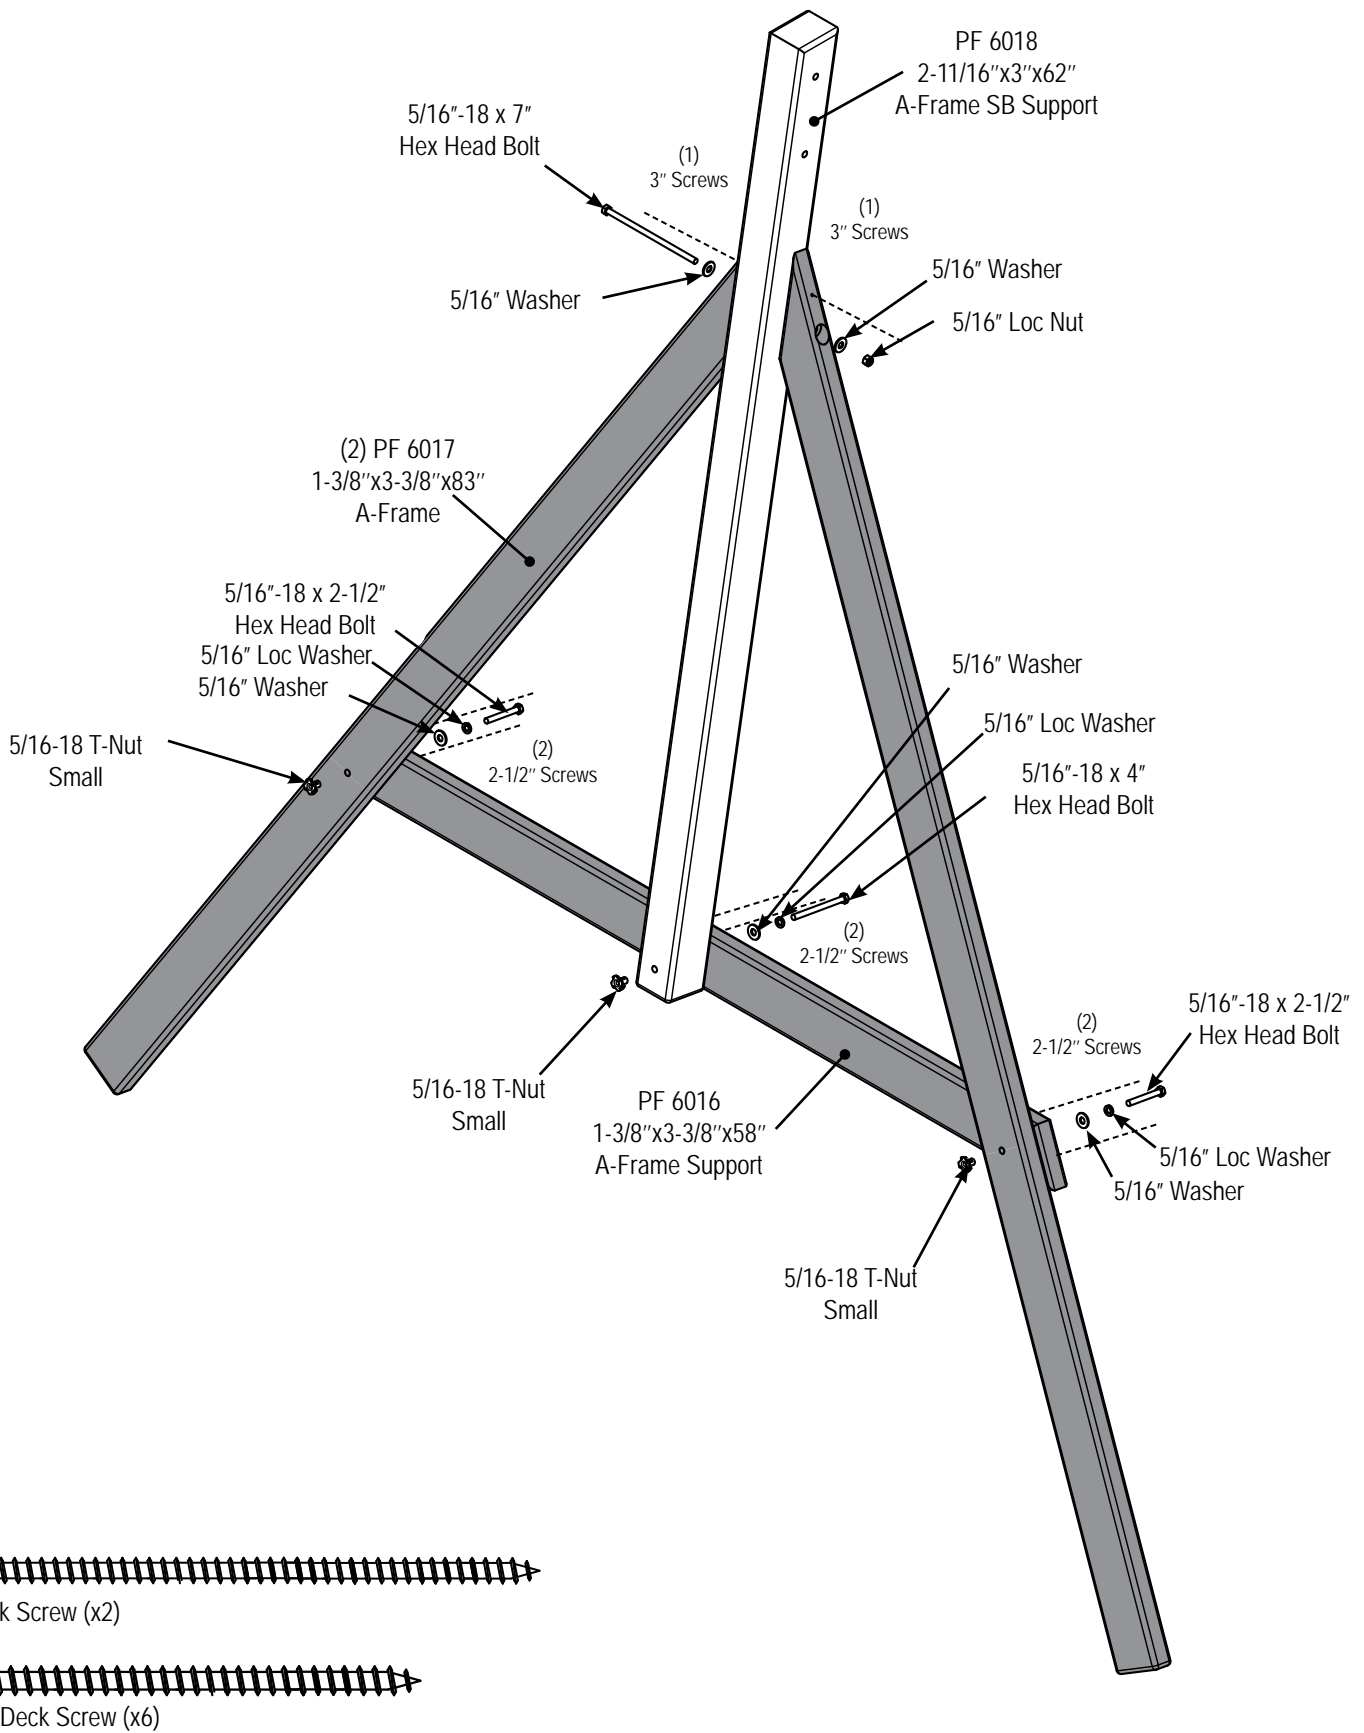 PF 6018
2-11/16"x3"x62"
A-Frame SB Support
5/16"-18 x 7"
Hex Head Bolt
(1)
3" Screws
(1)
3" Screws
5/16" Washer
5/16" Washer
5/16" Loc Nut
(2) PF 6017
1-3/8"x3-3/8"x83"
A-Frame
5/16"-18 x 2-1/2"
Hex Head Bolt
5/16" Loc Washer
5/16" Washer
5/16-18 T-Nut
Small
(2)
2-1/2" Screws
5/16" Washer
5/16" Loc Washer
5/16"-18 x 4"
Hex Head Bolt
(2)
2-1/2" Screws
5/16"-18 x 2-1/2"
Hex Head Bolt
(2)
2-1/2" Screws
5/16-18 T-Nut
Small
PF 6016
1-3/8"x3-3/8"x58"
A-Frame Support
5/16" Loc Washer
5/16" Washer
5/16-18 T-Nut
Small
k Screw (x2)
Deck Screw (x6)